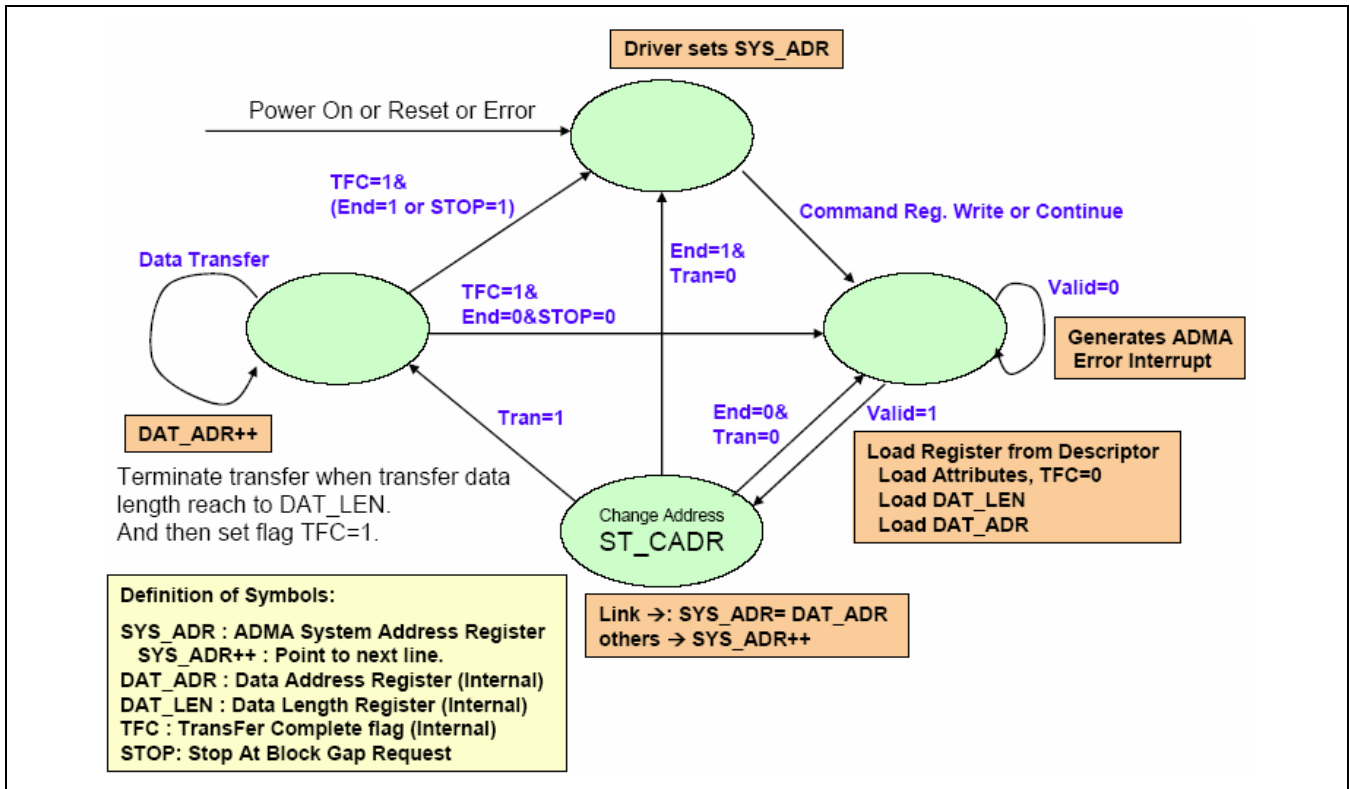 Driver sets SYS_ADR
Power On or Reset or Error
TFC=1&
(End=1 or STOP=1)
Command Reg. Write or Continue
End=1&
Tran=0
Data Transfer
TFC=1&
End=0&STOP=0
Valid=0
Generates ADMA
Error Interrupt
DAT_ADR++
Tran=1
End=0&
Tran=0
Valid=1
Load Register from Descriptor
Load Attributes, TFC=0
Load DAT_LEN
Load DAT_ADR
Terminate transfer when transfer data
length reach to DAT_LEN.
And then set flag TFC=1.
Change Address
ST_CADR
Link →: SYS_ADR= DAT_ADR
others → SYS_ADR++
Definition of Symbols:
SYS_ADR : ADMA System Address Register
SYS_ADR++ : Point to next line.
DAT_ADR : Data Address Register (Internal)
DAT_LEN : Data Length Register (Internal)
TFC : TransFer Complete flag (Internal)
STOP: Stop At Block Gap Request